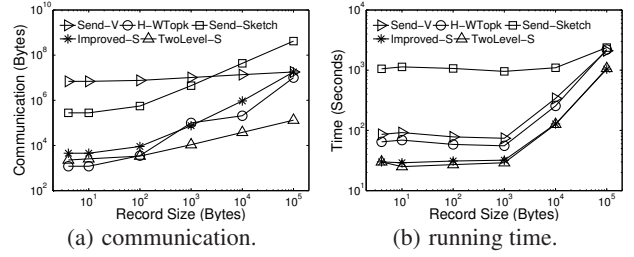 Send-V H-WTopk Send-Sketch
Improved-S TwoLevel-S
Communication (Bytes)
10^10
10^8
10^6
10^4
10^2
10^1 10^2 10^3 10^4 10^5
Record Size (Bytes)
(a) communication.
Send-V H-WTopk Send-Sketch
Improved-S TwoLevel-S
Time (Seconds)
10^4
10^3
10^2
10^1
10^1 10^2 10^3 10^4 10^5
Record Size (Bytes)
(b) running time.